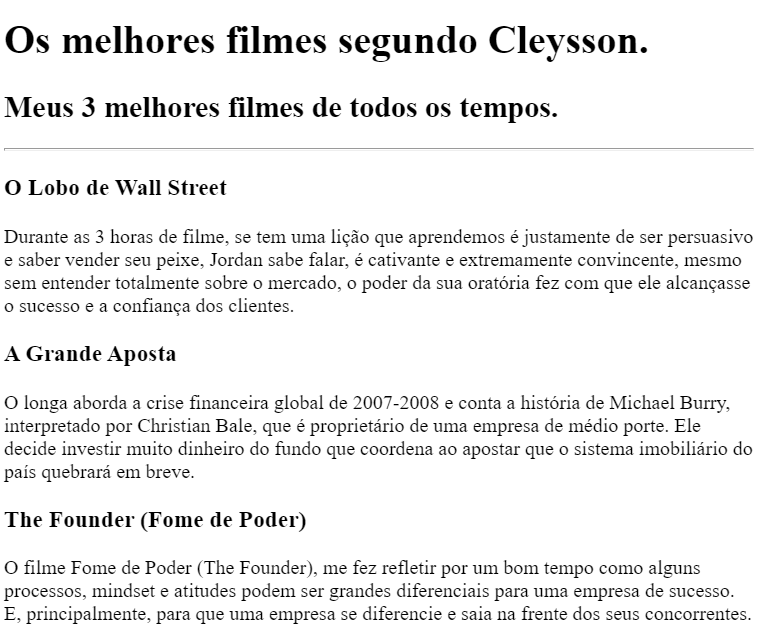 Os melhores filmes segundo Cleysson.
Meus 3 melhores filmes de todos os tempos.
O Lobo de Wall Street
Durante as 3 horas de filme, se tem uma lição que aprendemos é justamente de ser persuasivo
e saber vender seu peixe, Jordan sabe falar, é cativante e extremamente convincente, mesmo
sem entender totalmente sobre o mercado, o poder da sua oratória fez com que ele alcançasse
o sucesso e a confiança dos clientes.
A Grande Aposta
O longa aborda a crise financeira global de 2007-2008 e conta a história de Michael Burry,
interpretado por Christian Bale, que é proprietário de uma empresa de médio porte. Ele
decide investir muito dinheiro do fundo que coordena ao apostar que o sistema imobiliário do
país quebrará em breve.
The Founder (Fome de Poder)
O filme Fome de Poder (The Founder), me fez refletir por um bom tempo como alguns
processos, mindset e atitudes podem ser grandes diferenciais para uma empresa de sucesso.
E, principalmente, para que uma empresa se diferencie e saia na frente dos seus concorrentes.